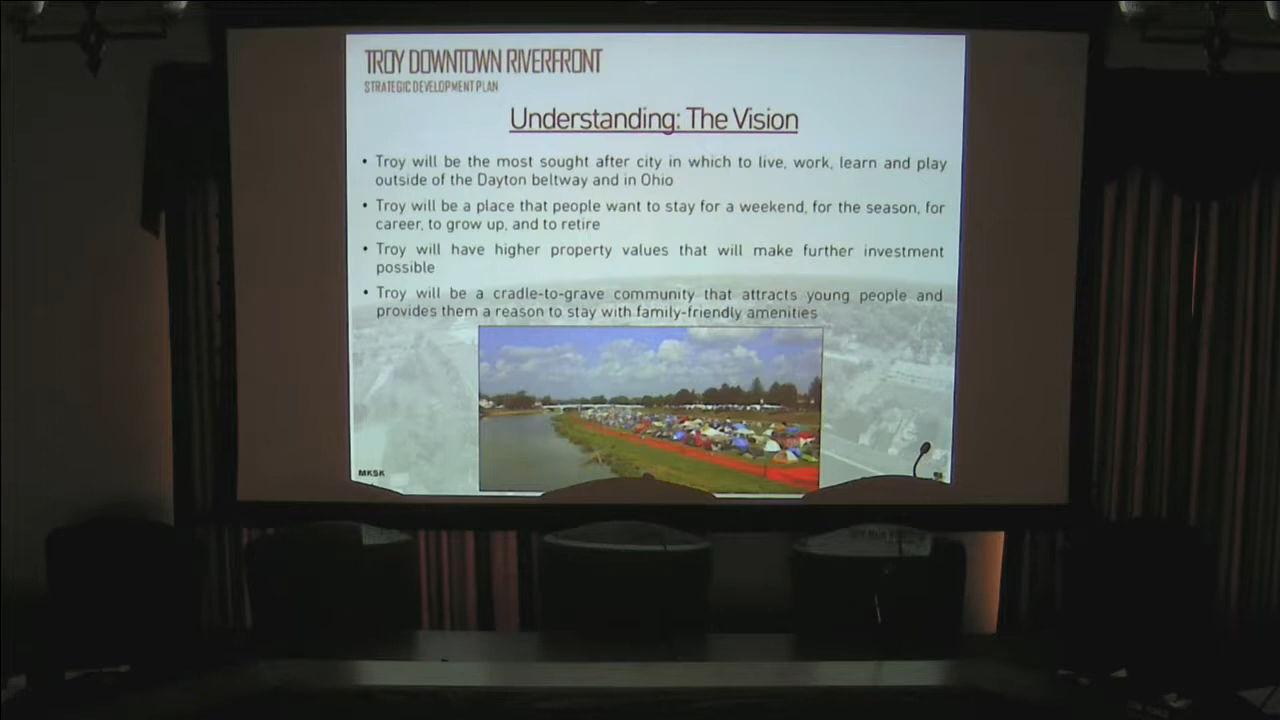 TROY DOWNTOWN RIVERFRONT
STRATEGIC DEVELOPMENT PLAN
Understanding: The Vision
• Troy will be the most sought after city in which to live, work, learn and play
outside of the Dayton beltway and in Ohio
• Troy will be a place that people want to stay for a weekend, for the season, for
career, to grow up, and to retire
• Troy will have higher property values that will make further investment
possible
• Troy will be a cradle-to-grave community that attracts young people and
provides them a reason to stay with family-friendly amenities
MKSK